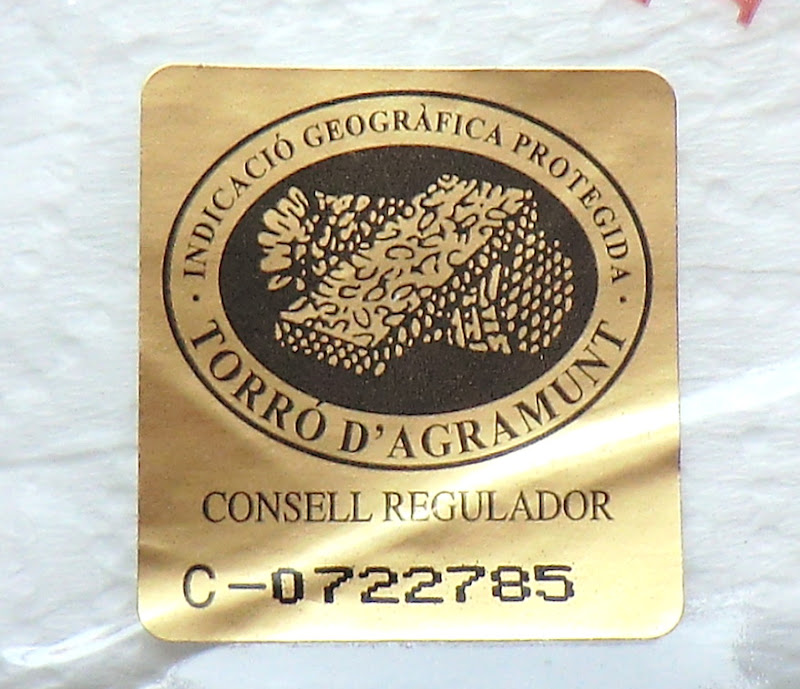 · INDICACIÓ GEOGRÀFICA PROTEGIDA ·
TORRÓ D'AGRAMUNT
CONSELL REGULADOR
C-0722785